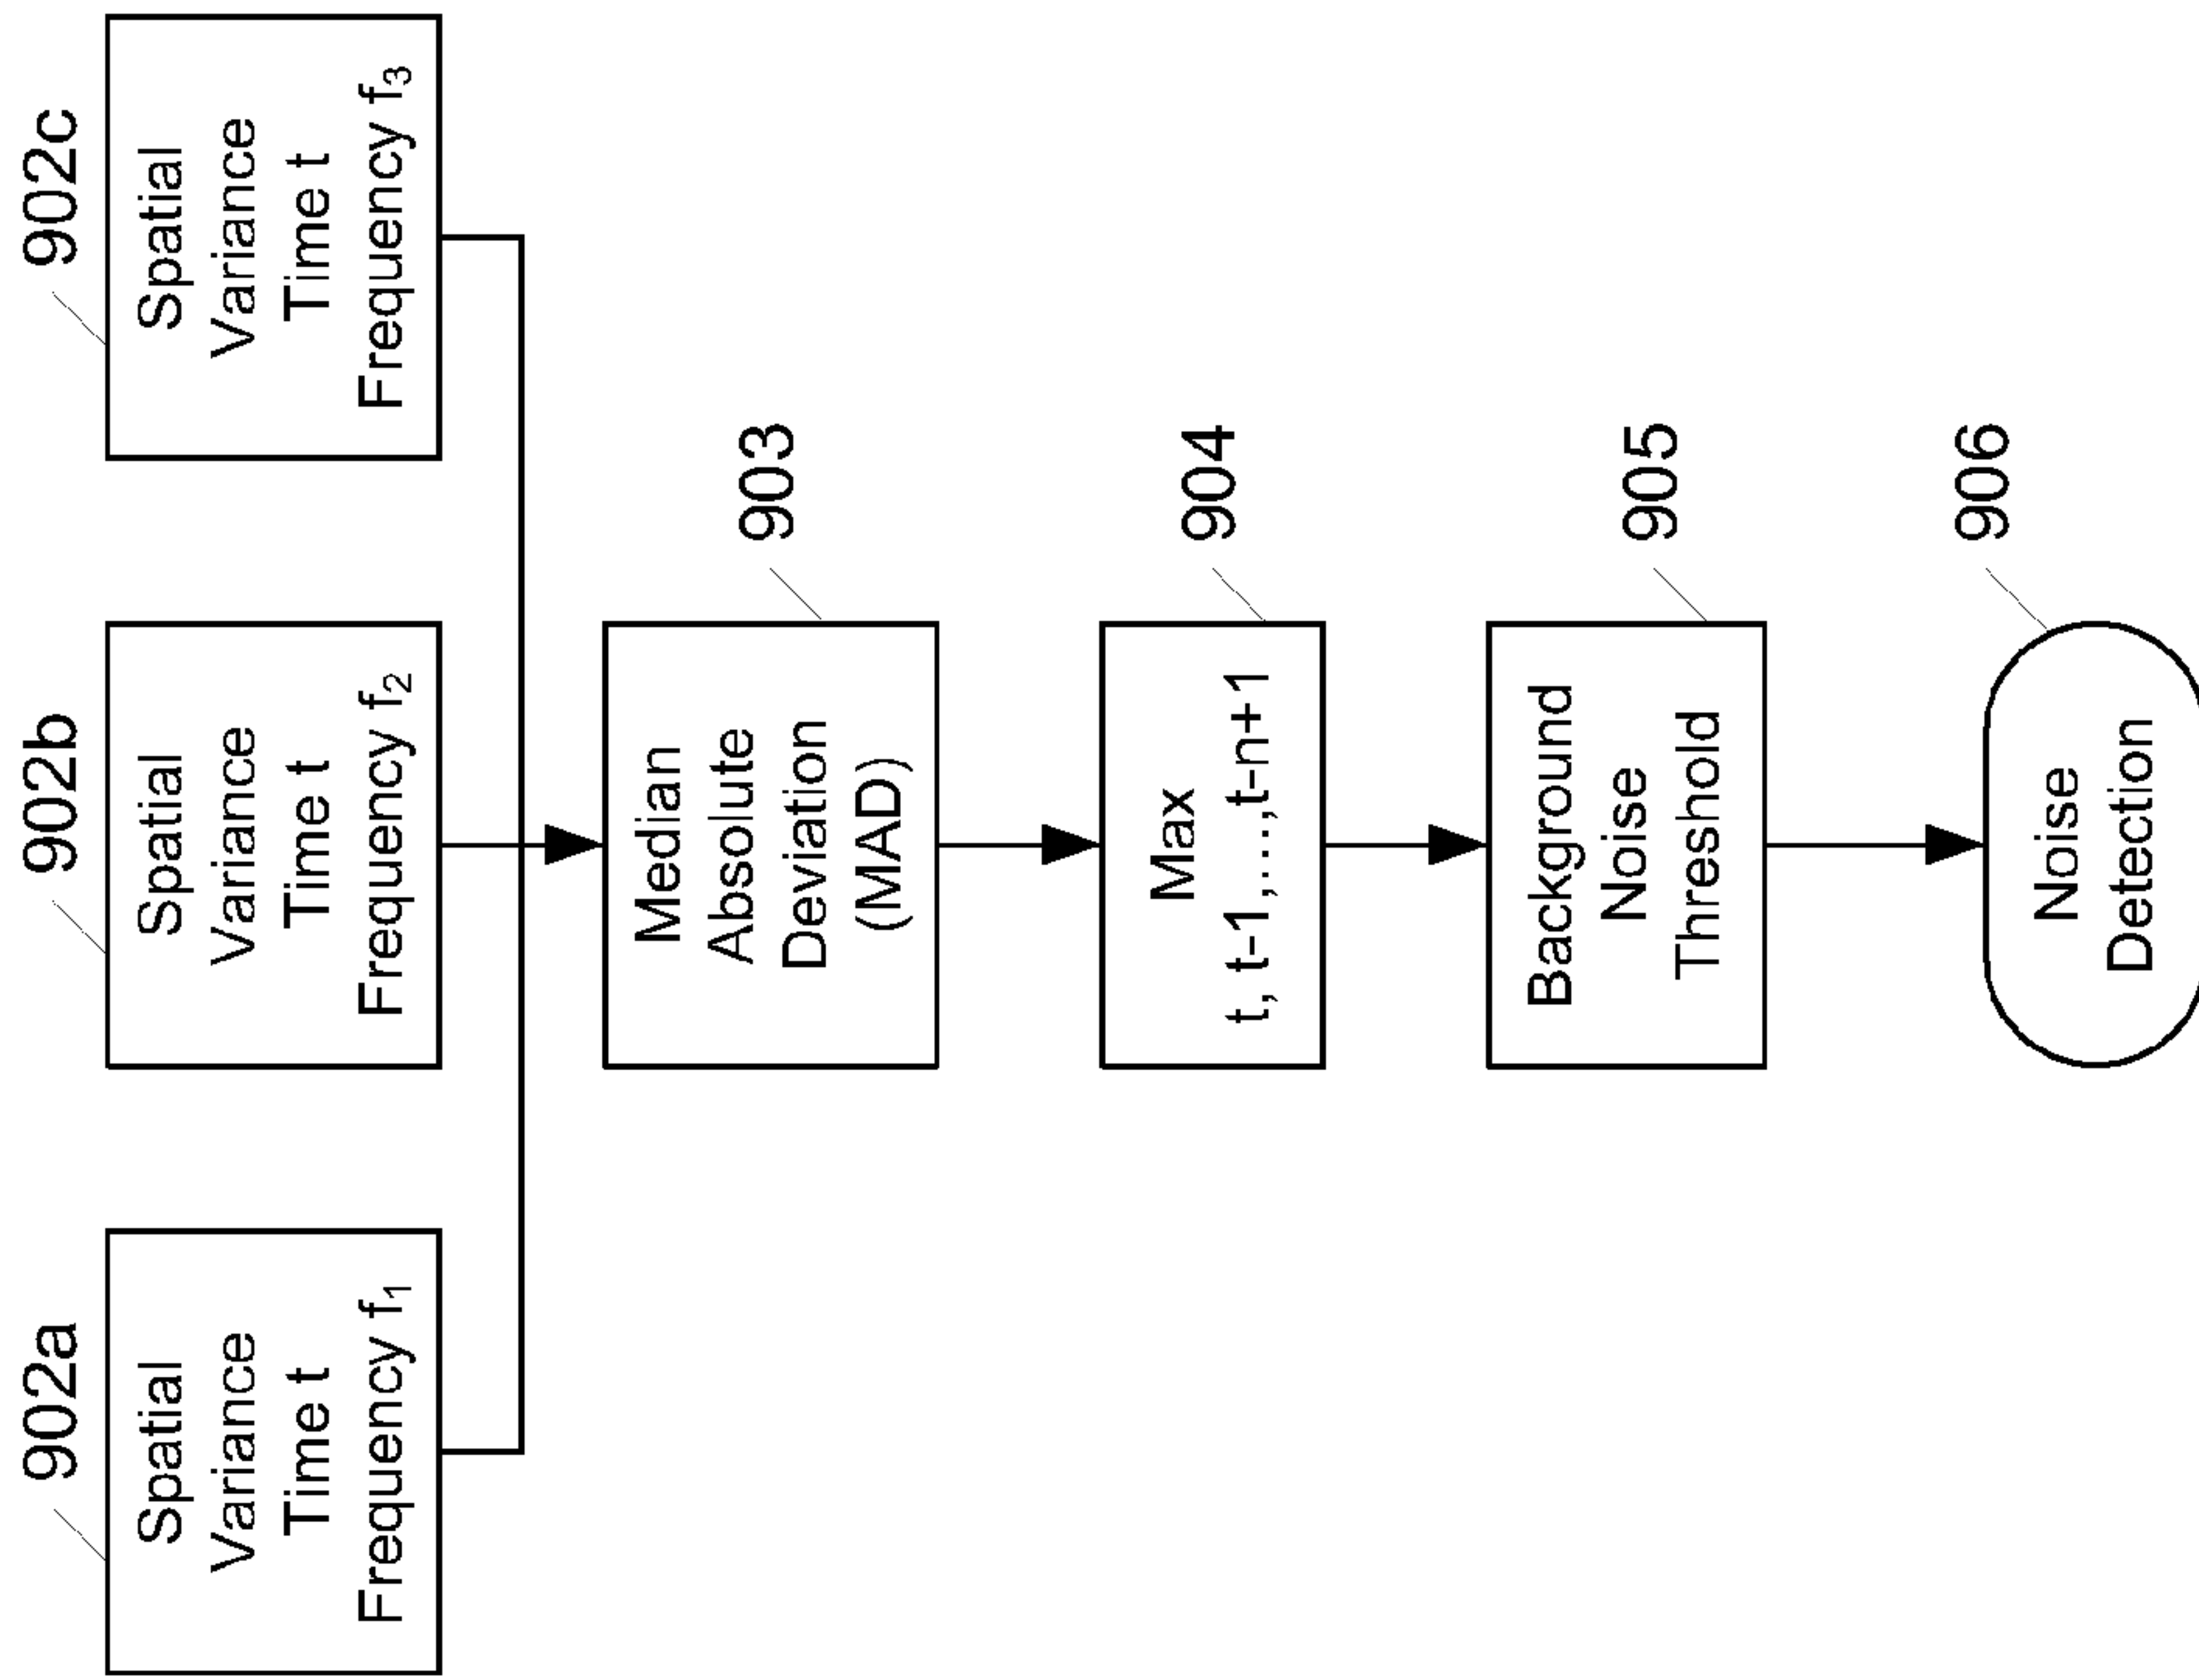 902a
Spatial
Variance
Time t
Frequency f₁
902b
Spatial
Variance
Time t
Frequency f₂
902c
Spatial
Variance
Time t
Frequency f₃
903
Median
Absolute
Deviation
(MAD)
904
Max
t, t-1,...,t-n+1
905
Background
Noise
Threshold
906
Noise
Detection